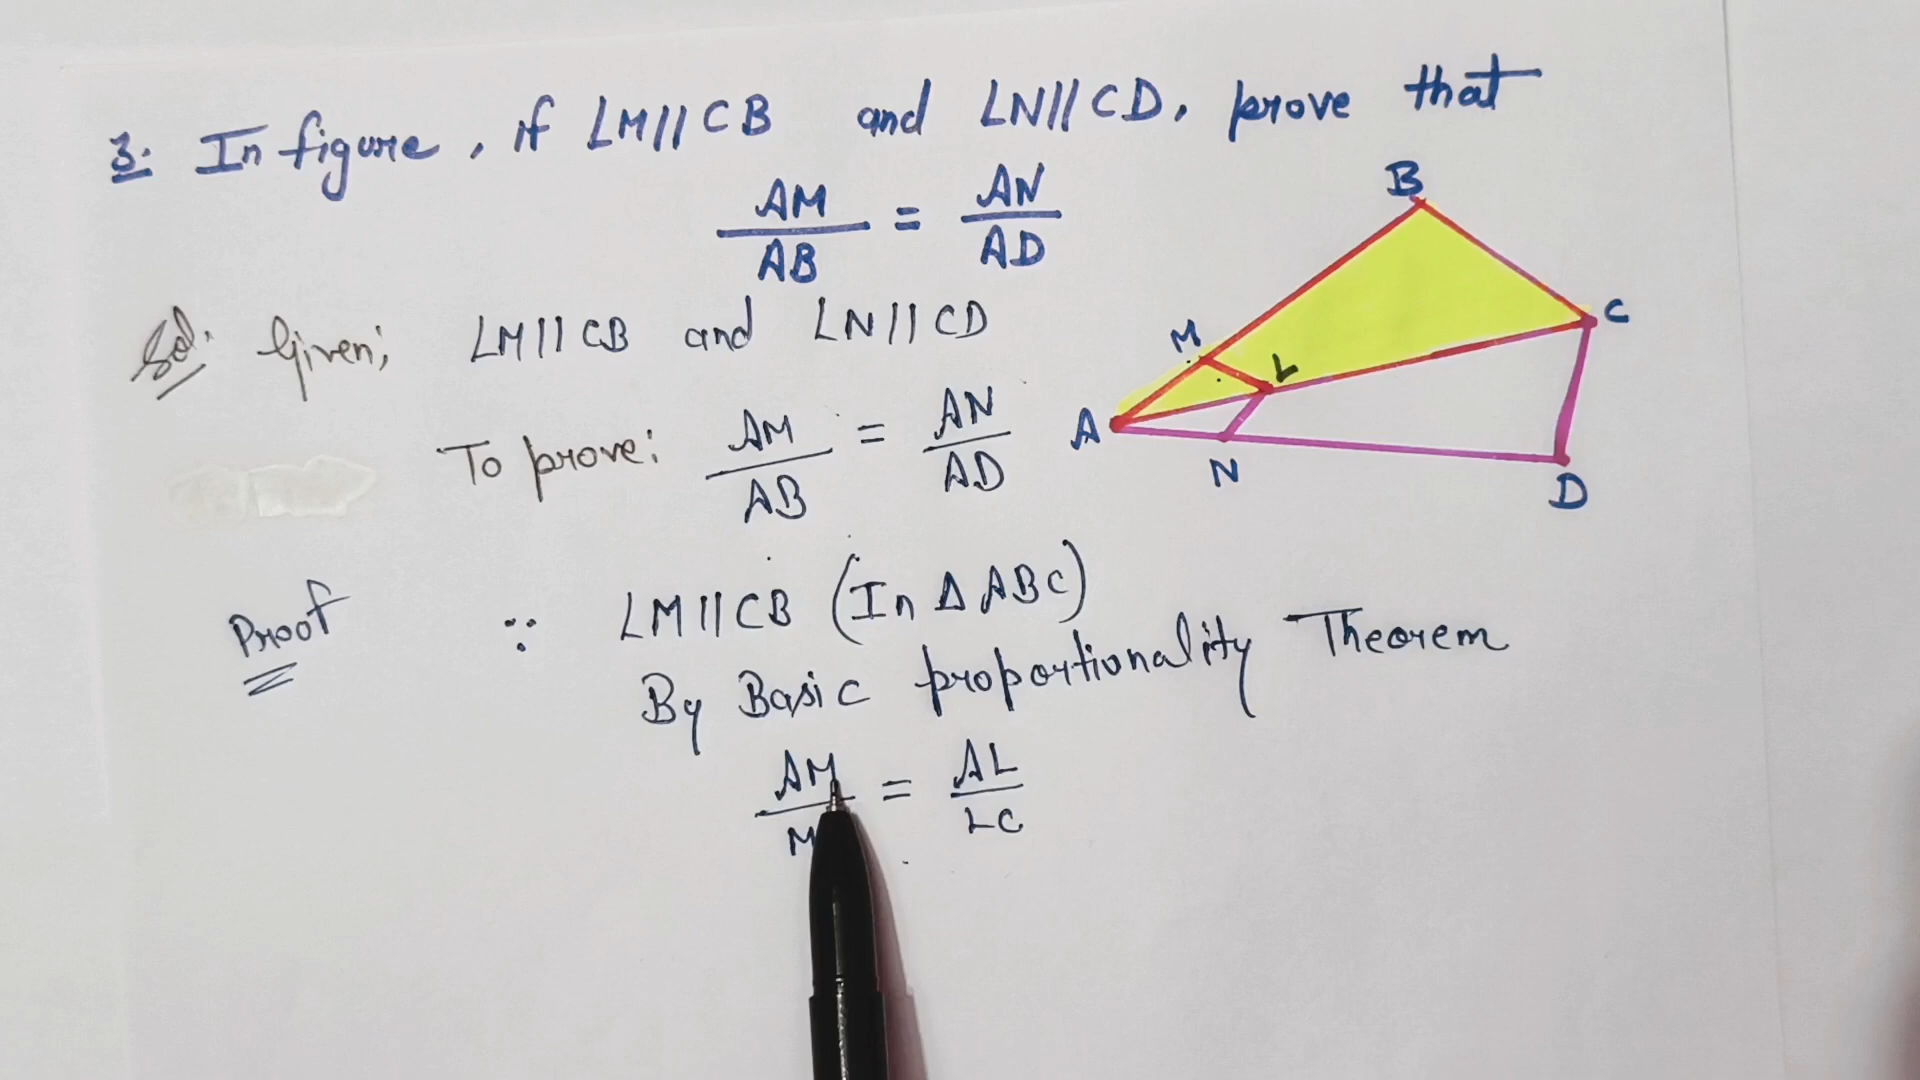 3. In figure, if LM||CB and LN||CD, prove that
AM/AB = AN/AD
Sol: Given; LM||CB and LN||CD
To prove: AM/AB = AN/AD
Proof ∵ LM||CB (In Δ ABC)
By Basic proportionality Theorem
AM/M = AL/LC
B
C
M
L
A
N
D